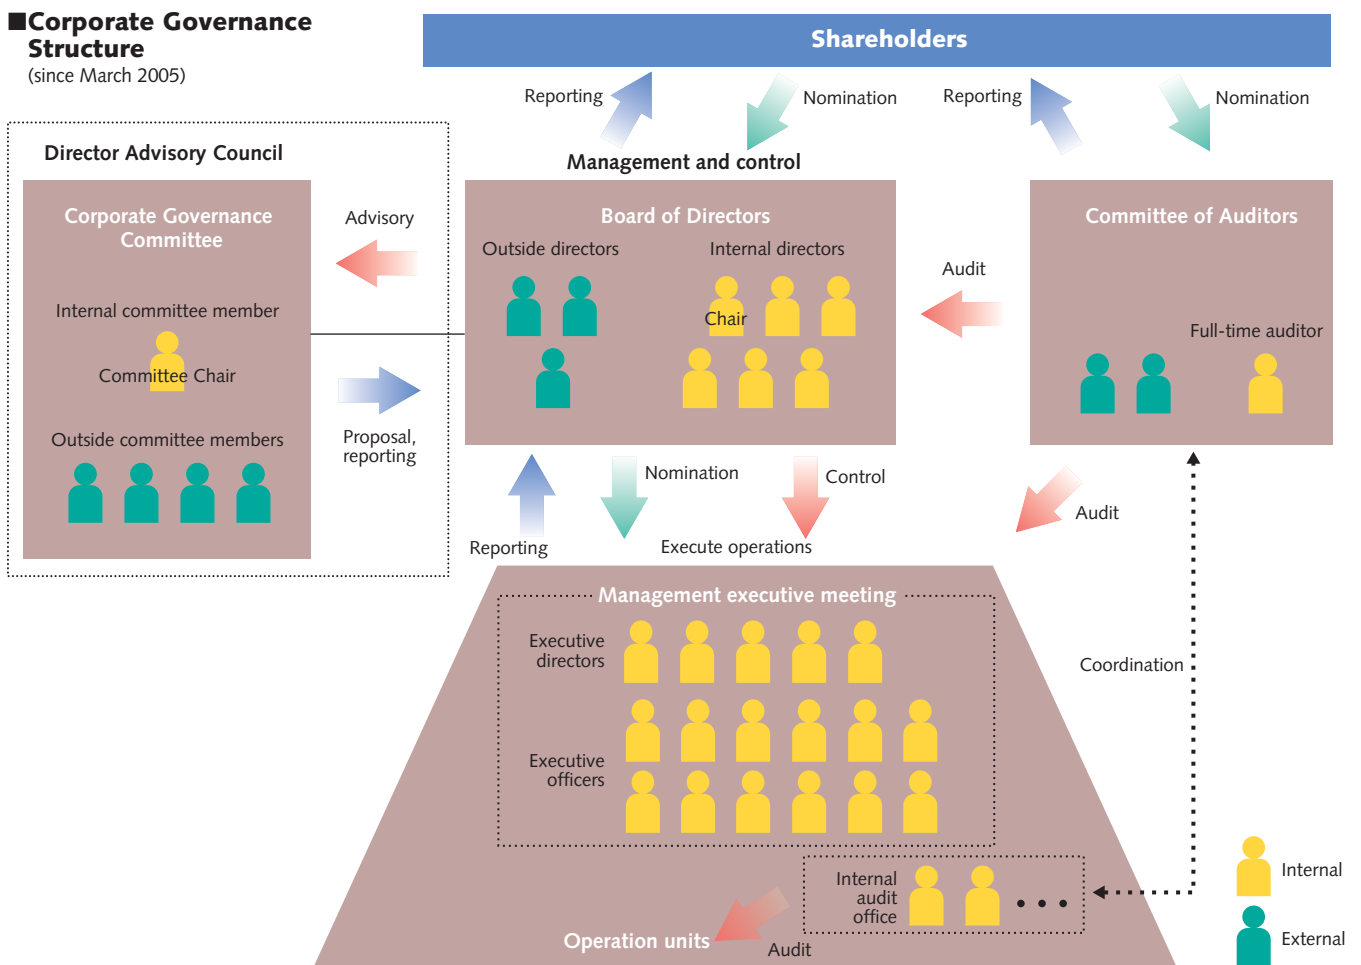 ■Corporate Governance
Structure
(since March 2005)
Shareholders
Reporting
Nomination
Reporting
Nomination
Director Advisory Council
Management and control
Corporate Governance
Committee
Internal committee member
Committee Chair
Outside committee members
Advisory
Proposal,
reporting
Board of Directors
Outside directors
Internal directors
Chair
Audit
Committee of Auditors
Full-time auditor
Reporting
Nomination
Control
Audit
Execute operations
Management executive meeting
Executive
directors
Executive
officers
Coordination
Internal
audit
office
• • •
Operation units
Audit
Internal
External